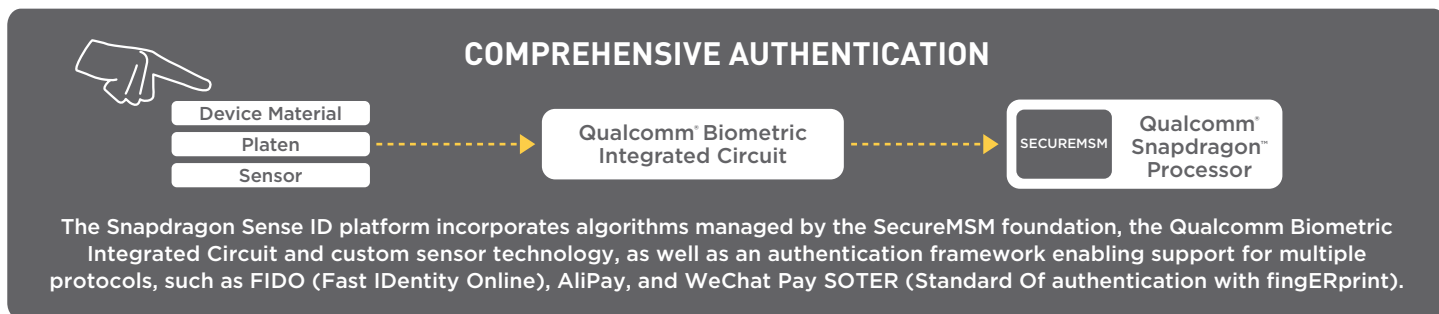 COMPREHENSIVE AUTHENTICATION
Device Material
Platen
Sensor
Qualcomm® Biometric
Integrated Circuit
SECUREMSM
Qualcomm®
Snapdragon™
Processor
The Snapdragon Sense ID platform incorporates algorithms managed by the SecureMSM foundation, the Qualcomm Biometric
Integrated Circuit and custom sensor technology, as well as an authentication framework enabling support for multiple
protocols, such as FIDO (Fast IDentity Online), AliPay, and WeChat Pay SOTER (Standard Of authentication with fingERprint).